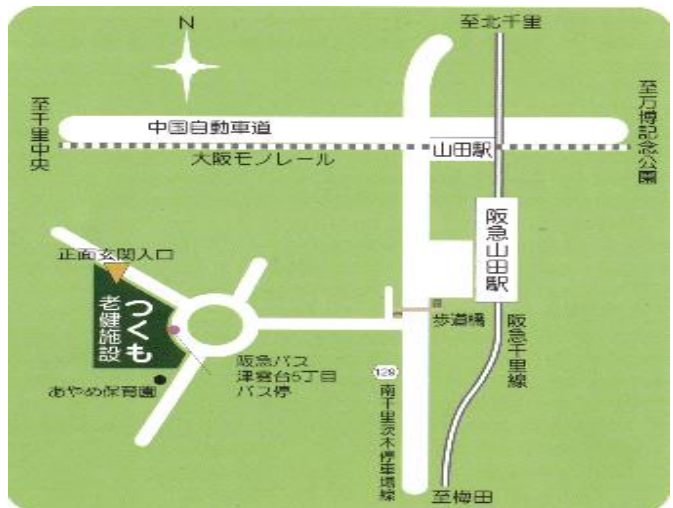 N
至北千里
至千里中央
至万博記念公園
中国自動車道
大阪モノレール
山田駅
阪急山田駅
正面玄関入口
つくも
老健施設
歩道橋
阪急千里線
阪急バス
津雲台5丁目
バス停
あやめ保育園
129
南千里茨木停車場線
至梅田